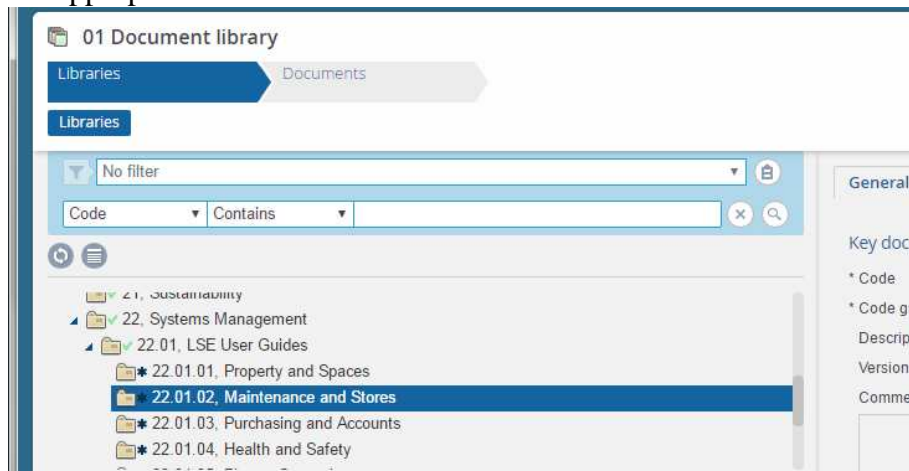 01 Document library
Libraries Documents
Libraries
No filter
General
Code Contains
Key doc
* Code
21, Sustainability
* Code g
22, Systems Management
Descrip
22.01, LSE User Guides
Version
22.01.01, Property and Spaces
22.01.02, Maintenance and Stores
Comme
22.01.03, Purchasing and Accounts
22.01.04, Health and Safety